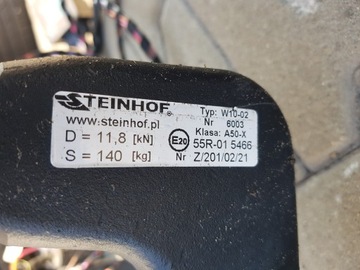 STEINHOF®
www.steinhof.pl
D = 11,8 [kN]
S = 140 [kg]
Typ: W10-02
Nr 6003
Klasa: A50-X
E20 55R-01 5466
Nr Z/201/02/21